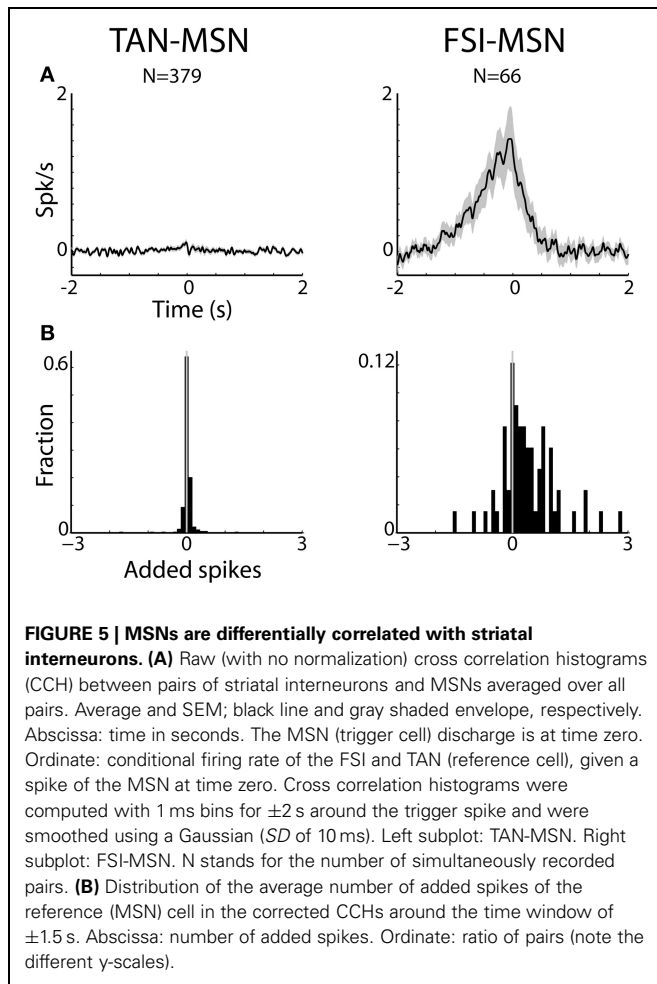 TAN-MSN FSI-MSN
A N=379 N=66
2 2
Spk/s
0 0
-2 0 2 -2 0 2
Time (s)
B
0.6 0.12
Fraction
0 0
−3 0 3 −3 0 3
Added spikes
FIGURE 5 | MSNs are differentially correlated with striatal
interneurons. (A) Raw (with no normalization) cross correlation histograms
(CCH) between pairs of striatal interneurons and MSNs averaged over all
pairs. Average and SEM; black line and gray shaded envelope, respectively.
Abscissa: time in seconds. The MSN (trigger cell) discharge is at time zero.
Ordinate: conditional firing rate of the FSI and TAN (reference cell), given a
spike of the MSN at time zero. Cross correlation histograms were
computed with 1 ms bins for ±2 s around the trigger spike and were
smoothed using a Gaussian (SD of 10 ms). Left subplot: TAN-MSN. Right
subplot: FSI-MSN. N stands for the number of simultaneously recorded
pairs. (B) Distribution of the average number of added spikes of the
reference (MSN) cell in the corrected CCHs around the time window of
±1.5 s. Abscissa: number of added spikes. Ordinate: ratio of pairs (note the
different y-scales).